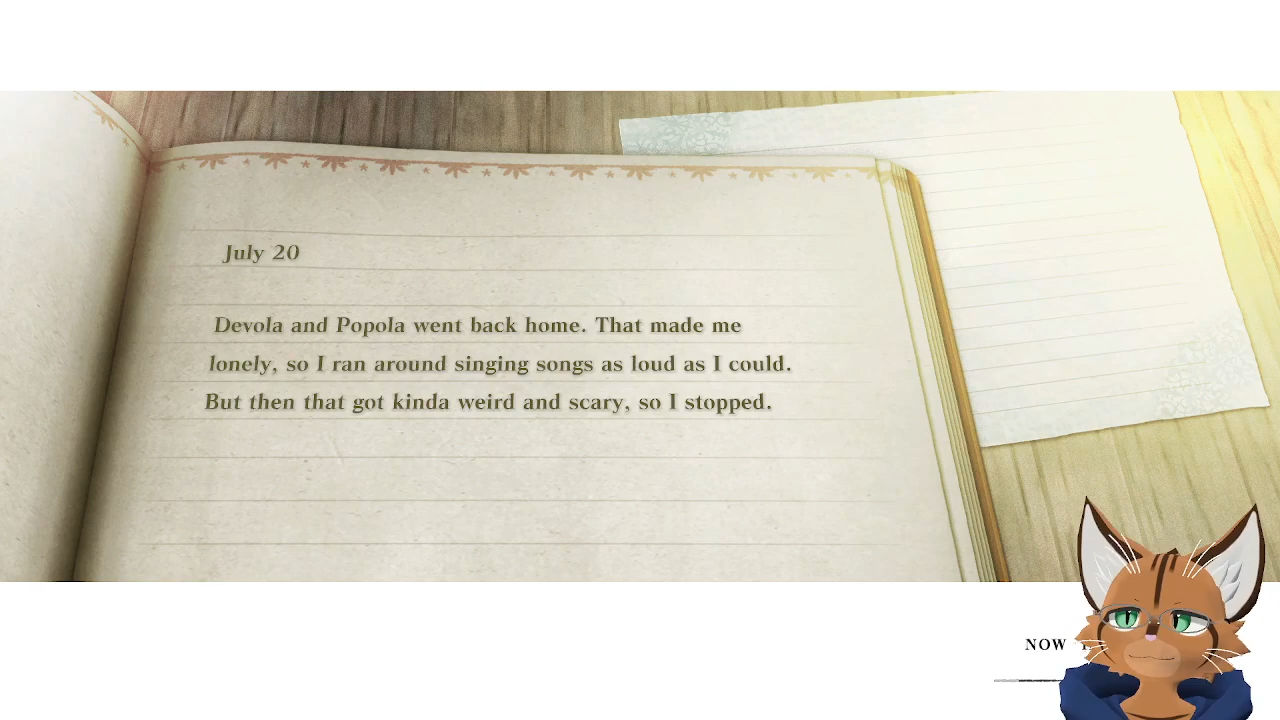 July 20
Devola and Popola went back home. That made me
lonely, so I ran around singing songs as loud as I could.
But then that got kinda weird and scary, so I stopped.
NOW